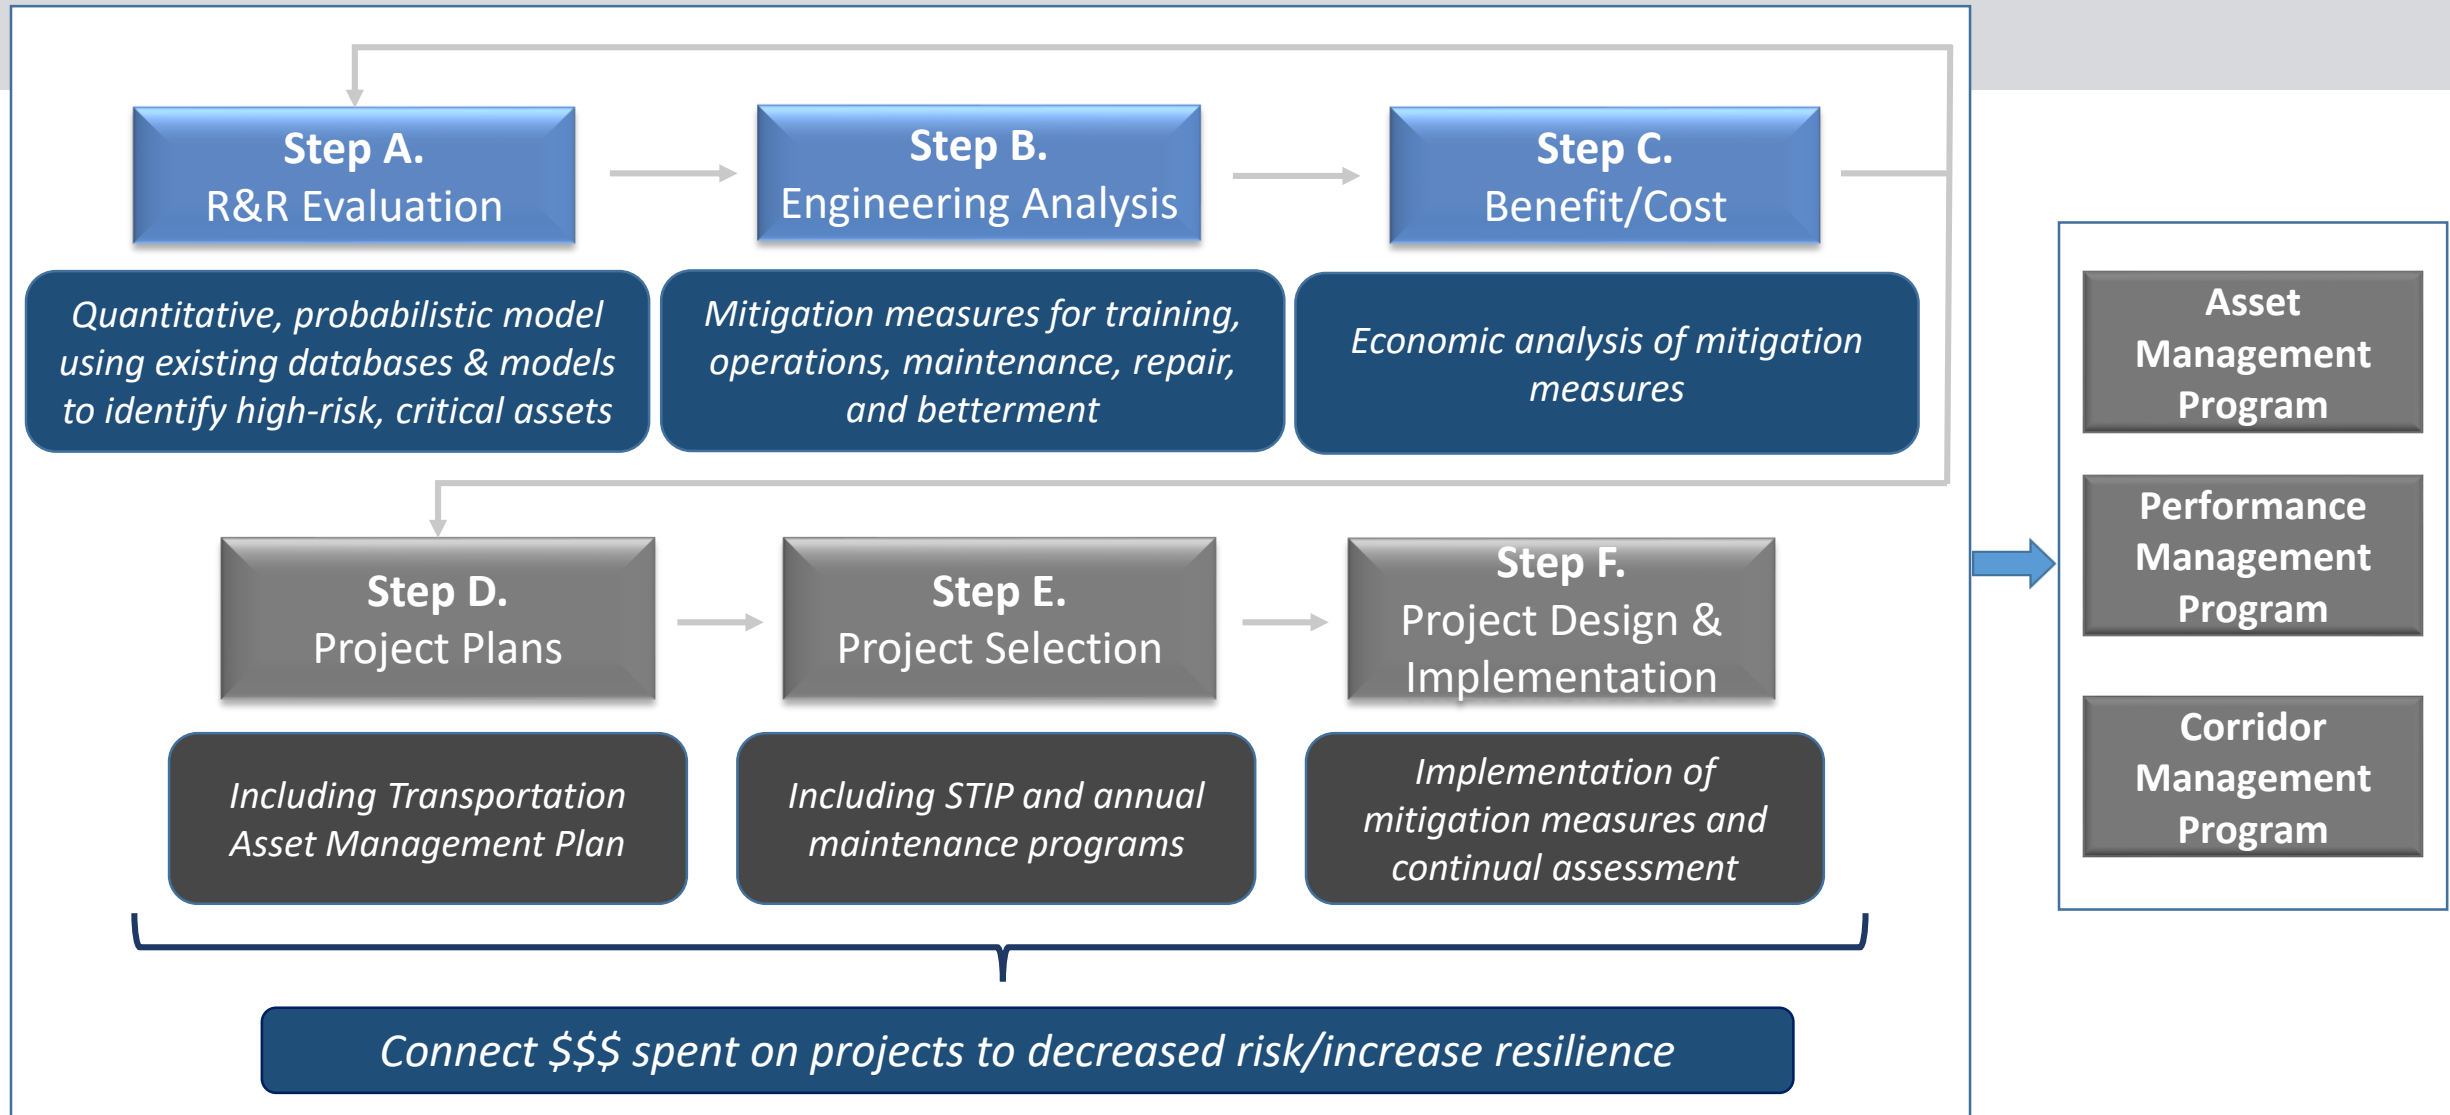 Step A.
R&R Evaluation
Step B.
Engineering Analysis
Step C.
Benefit/Cost
Quantitative, probabilistic model
using existing databases & models
to identify high-risk, critical assets
Mitigation measures for training,
operations, maintenance, repair,
and betterment
Economic analysis of mitigation
measures
Step D.
Project Plans
Step E.
Project Selection
Step F.
Project Design &
Implementation
Including Transportation
Asset Management Plan
Including STIP and annual
maintenance programs
Implementation of
mitigation measures and
continual assessment
Connect $$$ spent on projects to decreased risk/increase resilience
Asset
Management
Program
Performance
Management
Program
Corridor
Management
Program